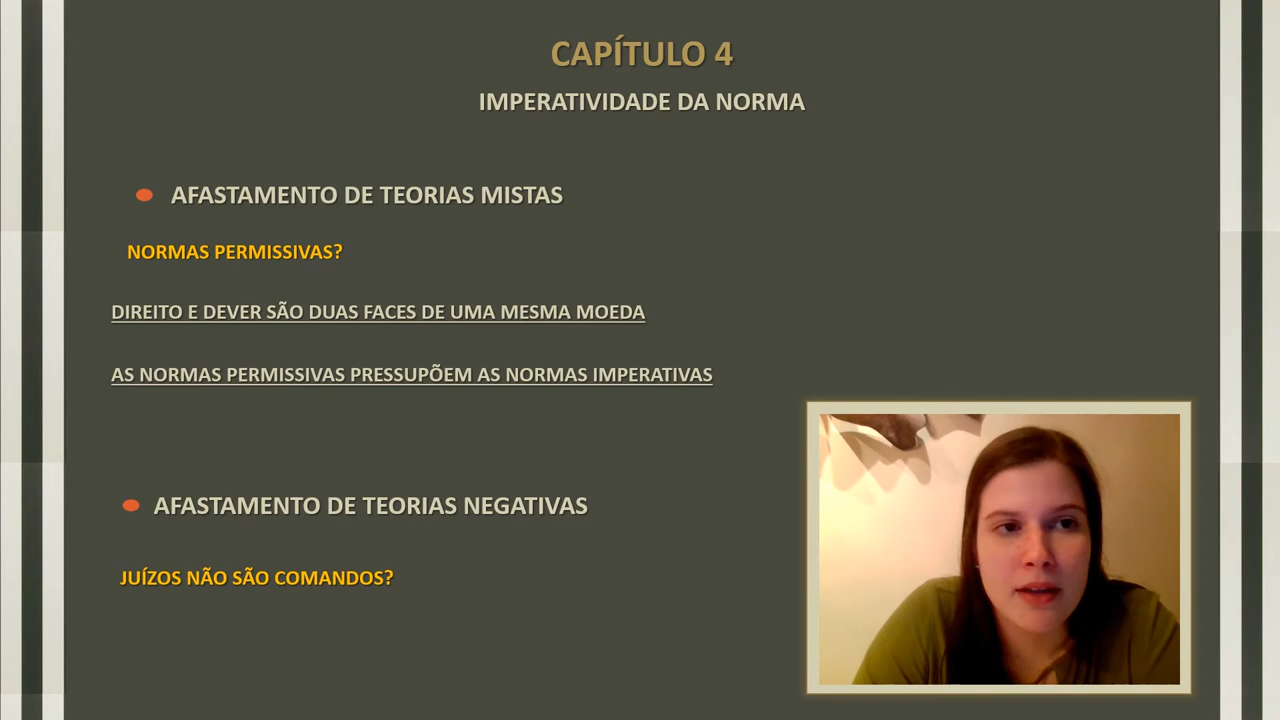 CAPÍTULO 4
IMPERATIVIDADE DA NORMA
AFASTAMENTO DE TEORIAS MISTAS
NORMAS PERMISSIVAS?
DIREITO E DEVER SÃO DUAS FACES DE UMA MESMA MOEDA
AS NORMAS PERMISSIVAS PRESSUPÕEM AS NORMAS IMPERATIVAS
AFASTAMENTO DE TEORIAS NEGATIVAS
JUÍZOS NÃO SÃO COMANDOS?